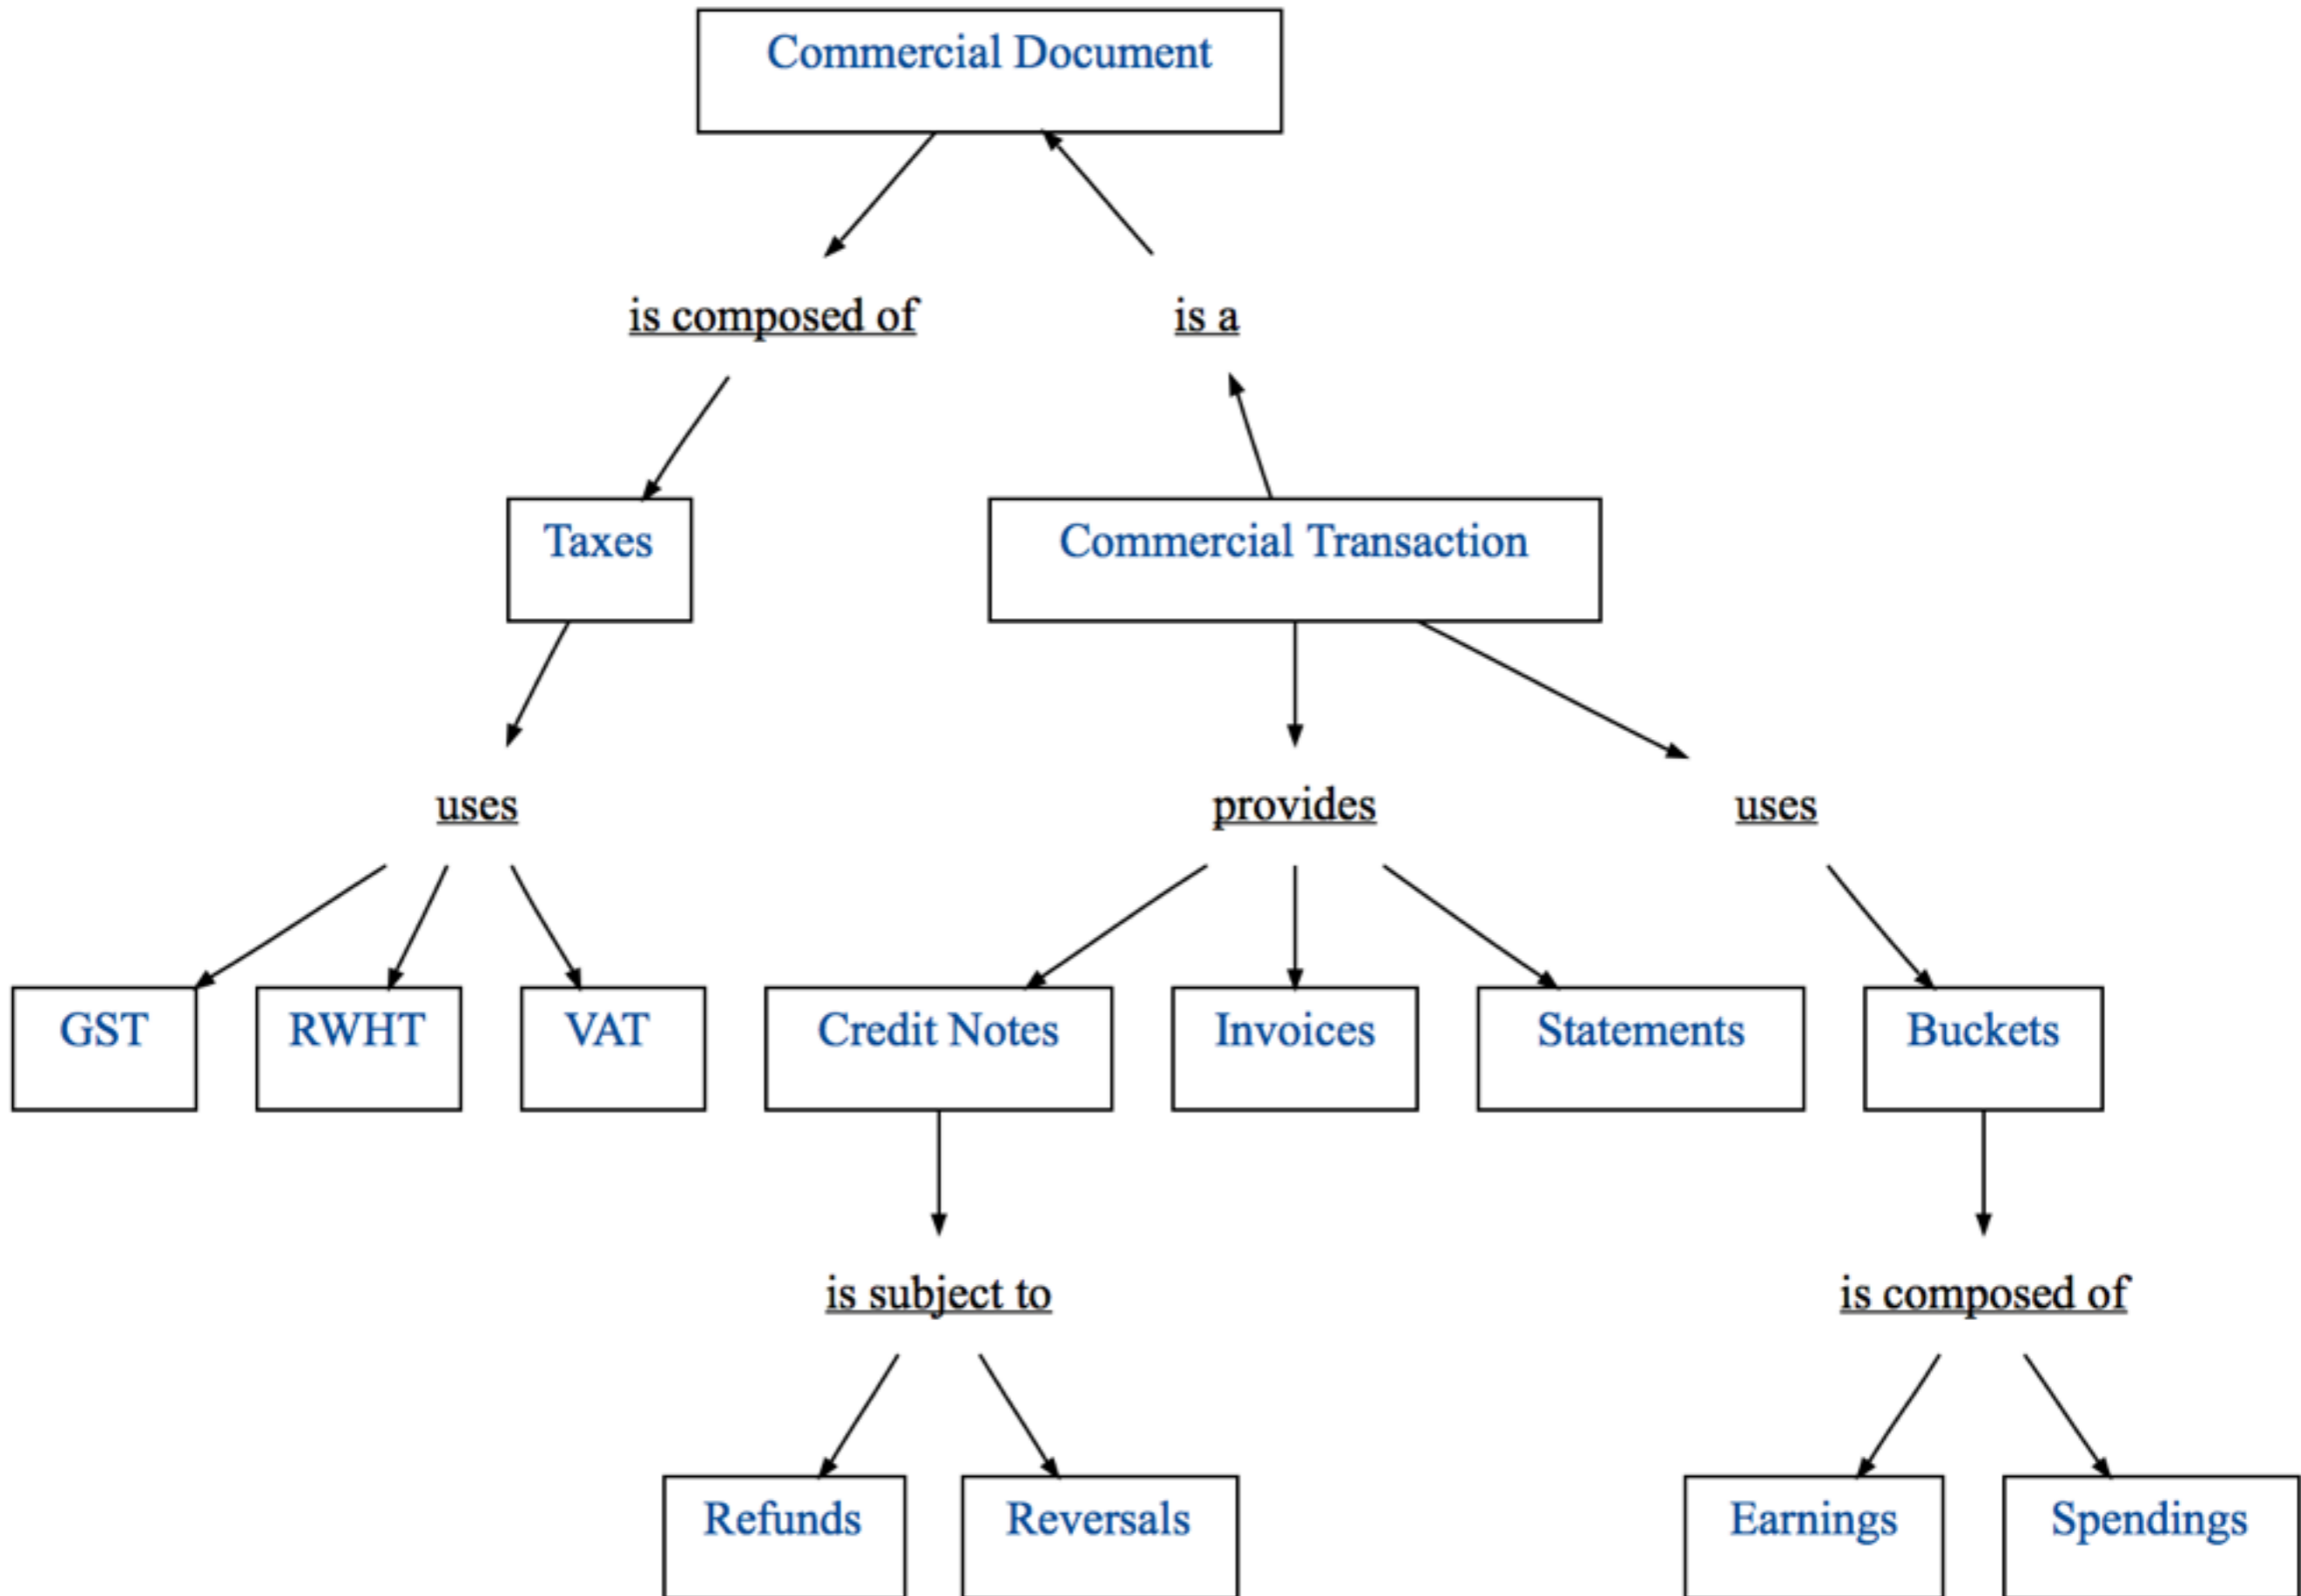 Commercial Document
is composed of
is a
Taxes
Commercial Transaction
uses
provides
uses
GST
RWHT
VAT
Credit Notes
Invoices
Statements
Buckets
is subject to
is composed of
Refunds
Reversals
Earnings
Spendings